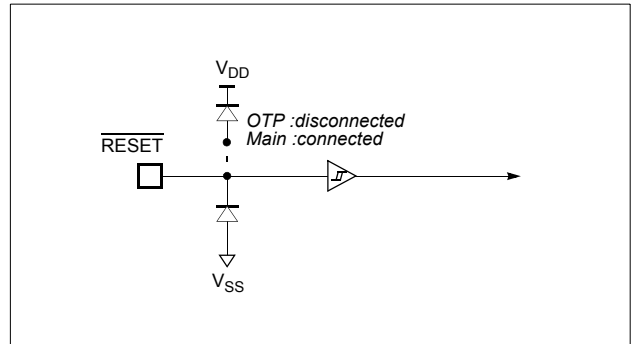 VDD
OTP :disconnected
Main :connected
RESET
VSS